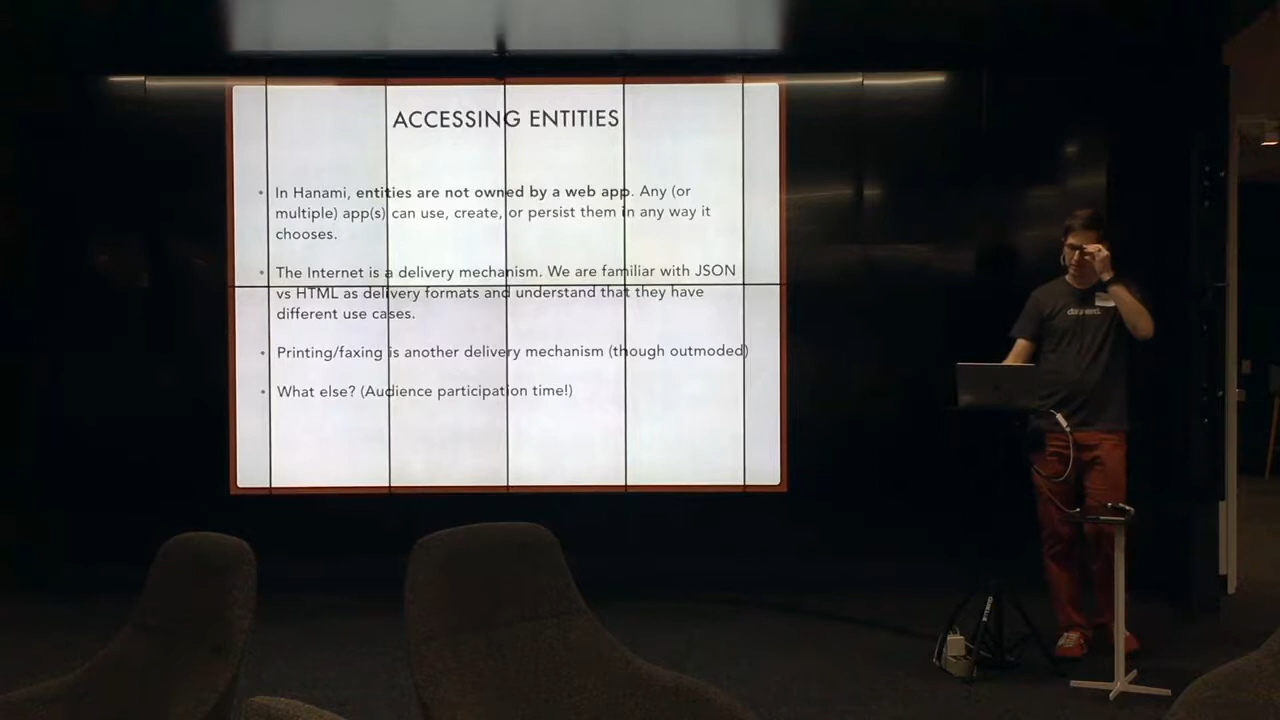 ACCESSING ENTITIES
• In Hanami, entities are not owned by a web app. Any (or
multiple) app(s) can use, create, or persist them in any way it
chooses.
• The Internet is a delivery mechanism. We are familiar with JSON
vs HTML as delivery formats and understand that they have
different use cases.
• Printing/faxing is another delivery mechanism (though outmoded)
• What else? (Audience participation time!)